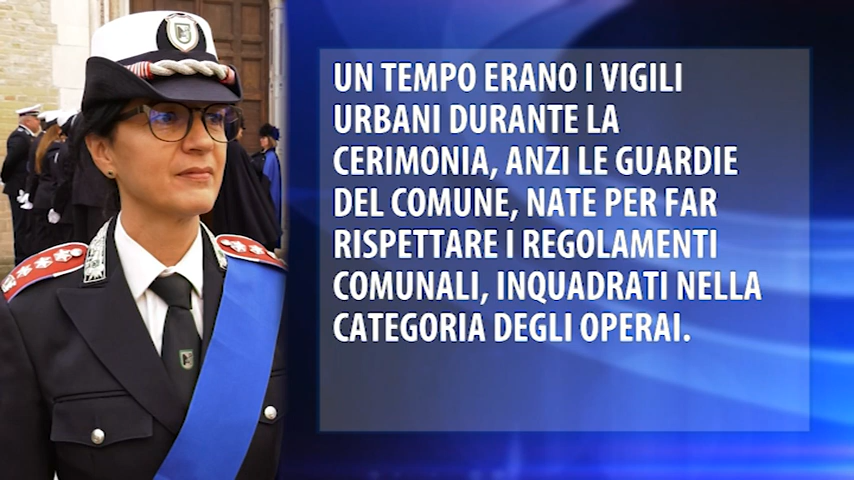 UN TEMPO ERANO I VIGILI
URBANI DURANTE LA
CERIMONIA, ANZI LE GUARDIE
DEL COMUNE, NATE PER FAR
RISPETTARE I REGOLAMENTI
COMUNALI, INQUADRATI NELLA
CATEGORIA DEGLI OPERAI.